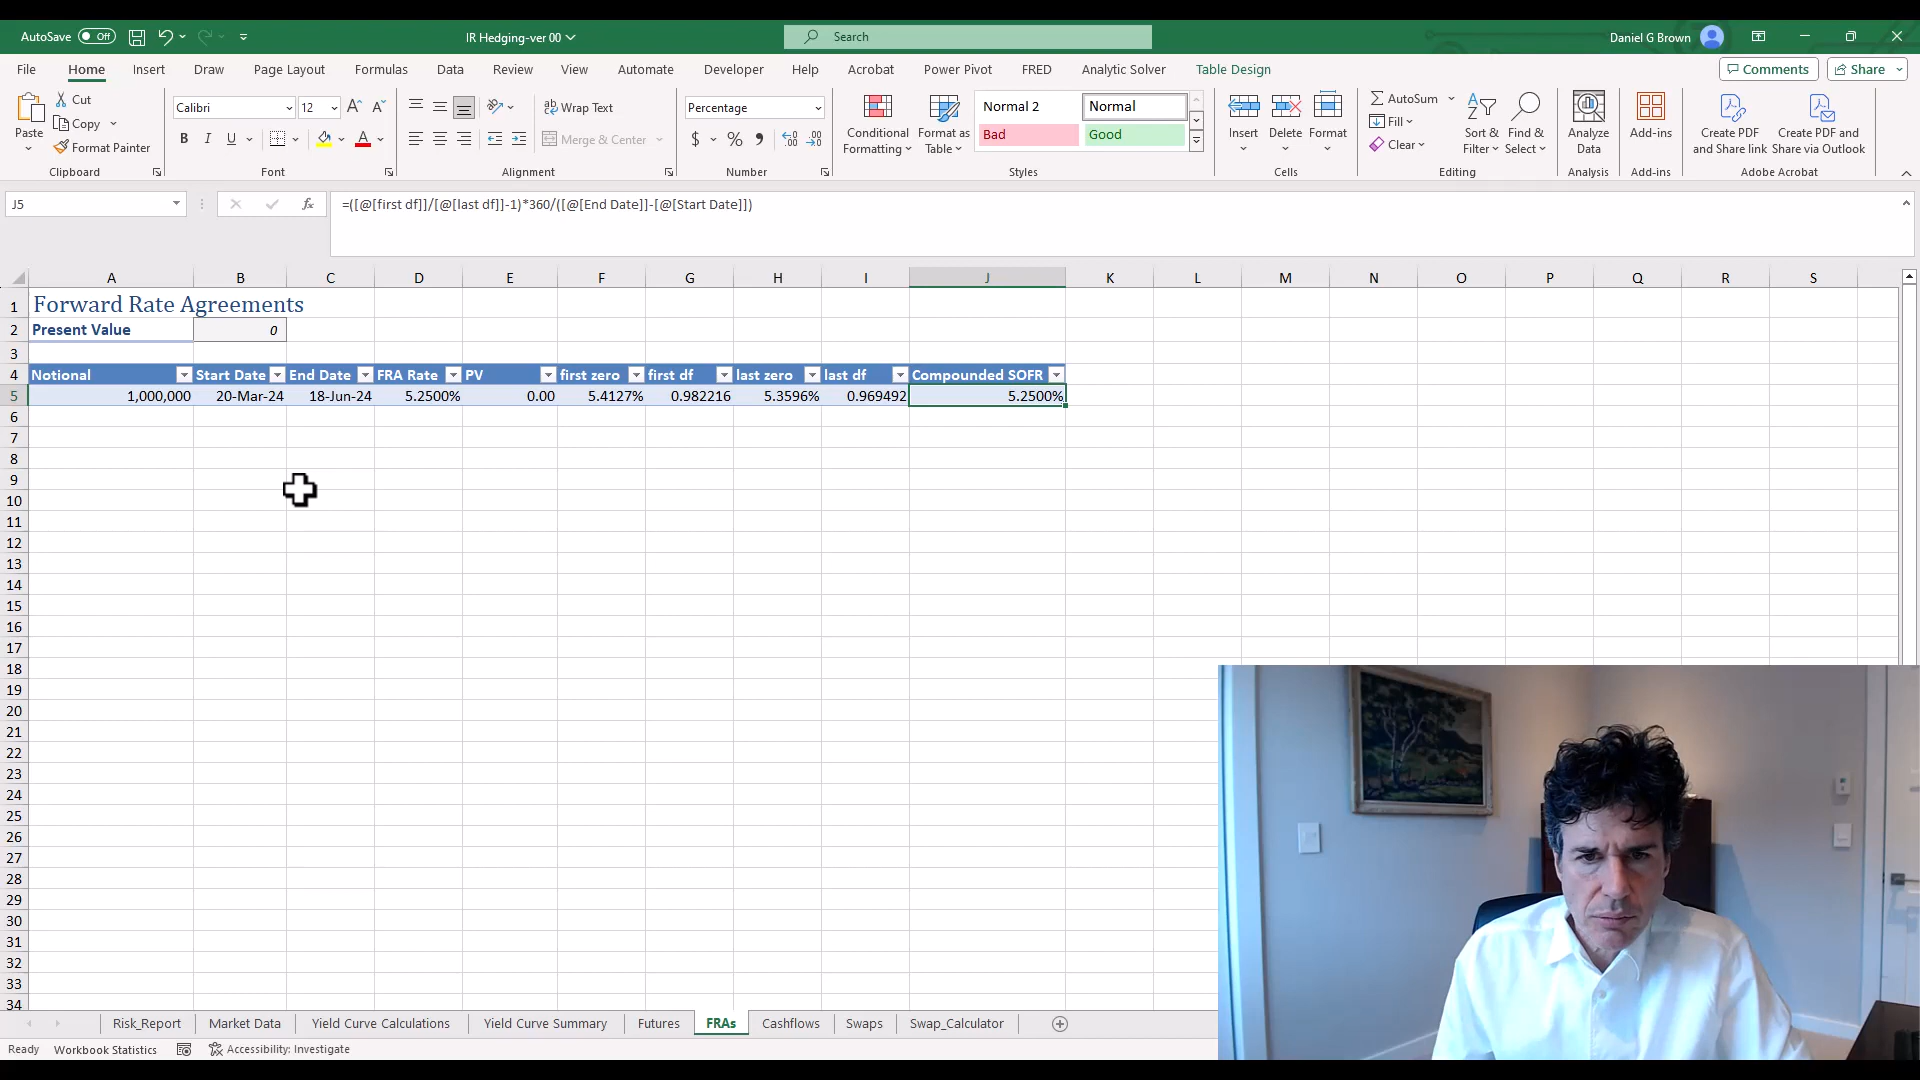 AutoSave Off
IR Hedging-ver 00
Search
Daniel G Brown
File Home Insert Draw Page Layout Formulas Data Review View Automate Developer Help Acrobat Power Pivot FRED Analytic Solver Table Design
Comments Share
Paste
Cut
Copy
Format Painter
Calibri 12
B I U
Wrap Text
Merge & Center
Percentage
$ % 9
Conditional Formatting
Format as Table
Normal 2 Normal
Bad Good
Insert Delete Format
AutoSum
Fill
Clear
Sort & Filter
Find & Select
Analyze Data
Add-ins
Create PDF and Share link
Create PDF and Share via Outlook
Clipboard Font Alignment Number Styles Cells Editing Analysis Add-ins Adobe Acrobat
J5 fx =([@[first df]]/[@[last df]]-1)*360/([@[End Date]]-[@[Start Date]])
A B C D E F G H I J K L M N O P Q R S
1 Forward Rate Agreements
2 Present Value 0
3
4 Notional Start Date End Date FRA Rate PV first zero first df last zero last df Compounded SOFR
5 1,000,000 20-Mar-24 18-Jun-24 5.2500% 0.00 5.4127% 0.982216 5.3596% 0.969492 5.2500%
6
7
8
9
10
11
12
13
14
15
16
17
18
19
20
21
22
23
24
25
26
27
28
29
30
31
32
33
34
Risk_Report Market Data Yield Curve Calculations Yield Curve Summary Futures FRAs Cashflows Swaps Swap_Calculator
Ready Workbook Statistics Accessibility: Investigate